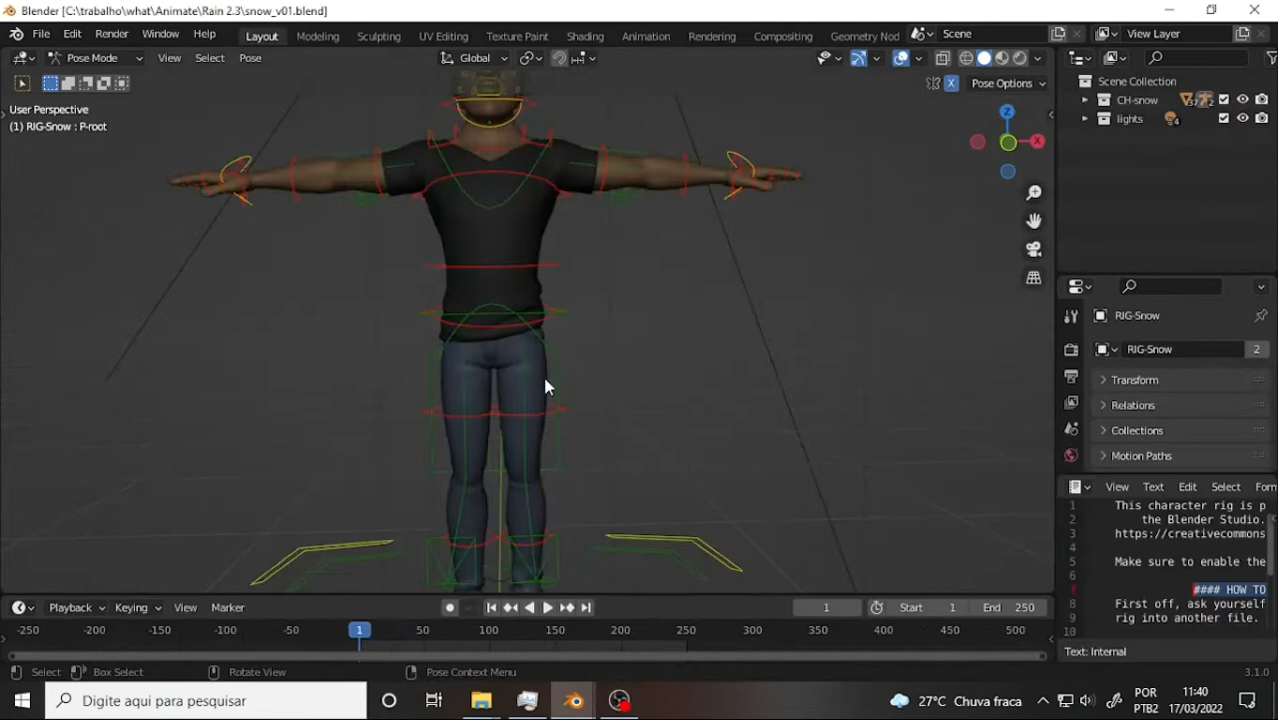 Blender [C:\trabalho\what\Animate\Rain 2.3\snow_v01.blend]
File Edit Render Window Help Layout Modeling Sculpting UV Editing Texture Paint Shading Animation Rendering Compositing Geometry Nod Scene View Layer
Pose Mode View Select Pose Global
X Pose Options
User Perspective
(1) RIG-Snow : P-root
Z
X
Scene Collection
CH-snow
lights 4
RIG-Snow
RIG-Snow 2
Transform
Relations
Collections
Motion Paths
View Text Edit Select Form
1 This character rig is p
2 the Blender Studio.
3 https://creativecommons
4
5 Make sure to enable the
6
7 #### HOW TO
8 First off, ask yourself
9 rig into another file.
10
Text: Internal
Playback Keying View Marker 1 Start 1 End 250
-250 -200 -150 -100 -50 1 50 100 150 200 250 300 350 400 450 500
Select Box Select Rotate View Pose Context Menu 3.1.0
Digite aqui para pesquisar
27°C Chuva fraca
POR
PTB2
11:40
17/03/2022